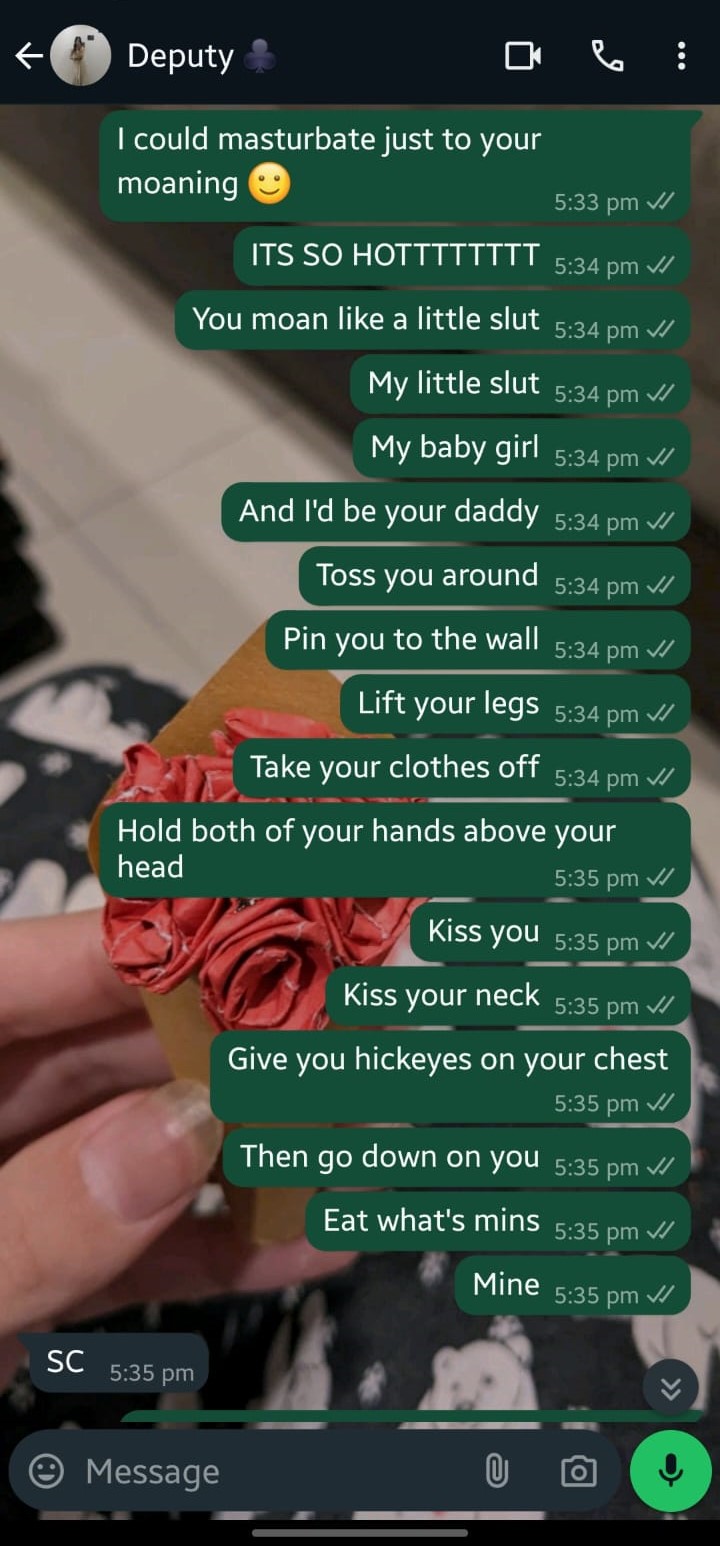 Deputy ♣️
I could masturbate just to your
moaning 🙂
5:33 pm
ITS SO HOTTTTTTTT 5:34 pm
You moan like a little slut 5:34 pm
My little slut 5:34 pm
My baby girl 5:34 pm
And I'd be your daddy 5:34 pm
Toss you around 5:34 pm
Pin you to the wall 5:34 pm
Lift your legs 5:34 pm
Take your clothes off 5:34 pm
Hold both of your hands above your
head
5:35 pm
Kiss you 5:35 pm
Kiss your neck 5:35 pm
Give you hickeyes on your chest
5:35 pm
Then go down on you 5:35 pm
Eat what's mins 5:35 pm
Mine 5:35 pm
SC 5:35 pm
Message